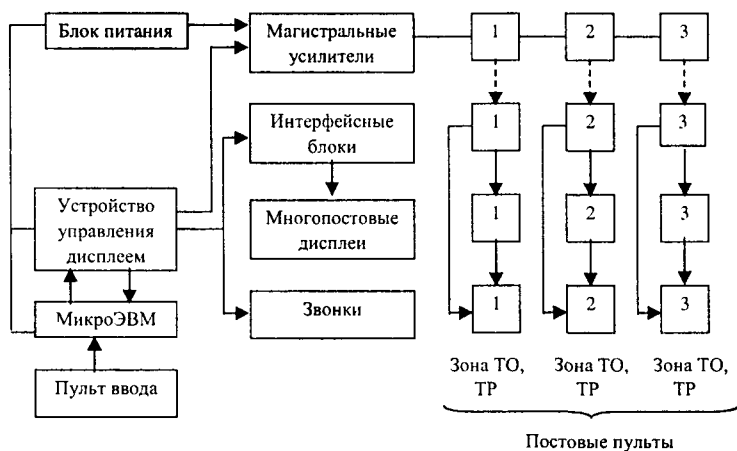 Блок питания
Магистральные
усилители
1
2
3
Интерфейсные
блоки
1
2
3
Устройство
управления
дисплеем
Многопостовые
дисплеи
1
2
3
МикроЭВМ
Звонки
1
2
3
Пульт ввода
Зона ТО,
ТР
Зона ТО,
ТР
Зона ТО,
ТР
Постовые пульты